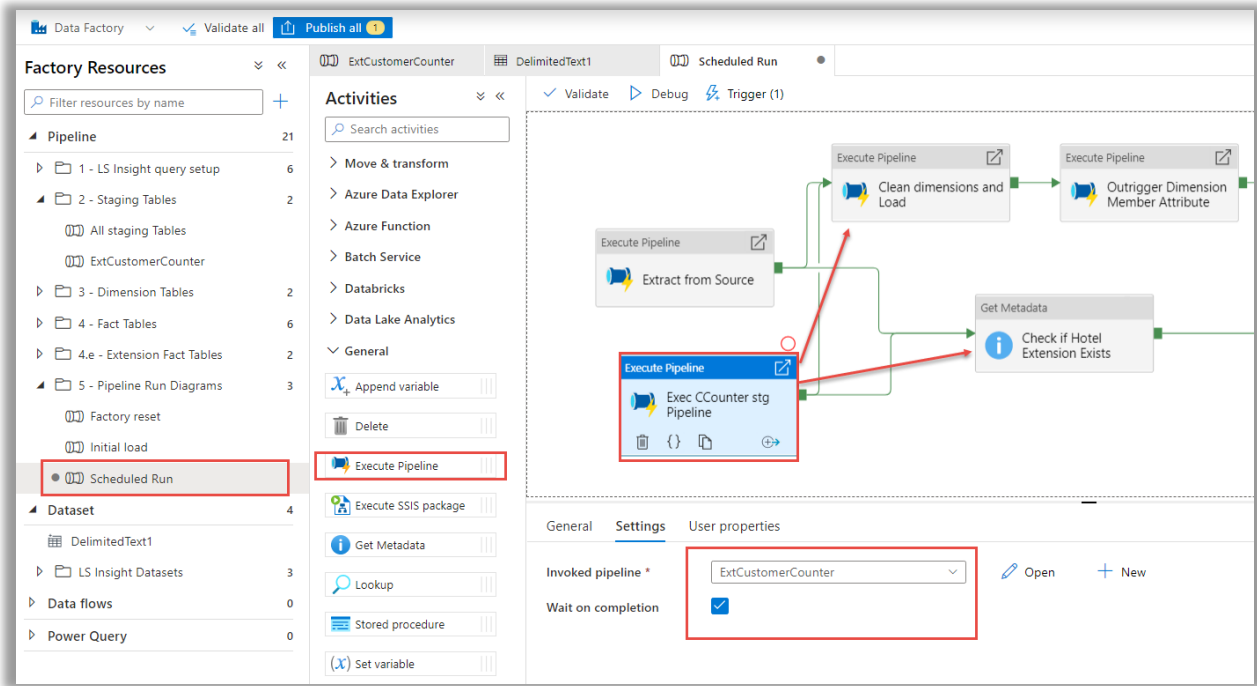 Data Factory
Validate all
Publish all 1
Factory Resources
Filter resources by name
Pipeline 21
1 - LS Insight query setup 6
2 - Staging Tables 2
All staging Tables
ExtCustomerCounter
3 - Dimension Tables 2
4 - Fact Tables 6
4.e - Extension Fact Tables 2
5 - Pipeline Run Diagrams 3
Factory reset
Initial load
Scheduled Run
Dataset 4
DelimitedText1
LS Insight Datasets 3
Data flows 0
Power Query 0
ExtCustomerCounter
DelimitedText1
Scheduled Run
Activities
Search activities
Move & transform
Azure Data Explorer
Azure Function
Batch Service
Databricks
Data Lake Analytics
General
Append variable
Delete
Execute Pipeline
Execute SSIS package
Get Metadata
Lookup
Stored procedure
Set variable
Validate
Debug
Trigger (1)
Execute Pipeline
Clean dimensions and
Load
Execute Pipeline
Outrigger Dimension
Member Attribute
Execute Pipeline
Extract from Source
Get Metadata
Check if Hotel
Extension Exists
Execute Pipeline
Exec CCounter stg
Pipeline
General
Settings
User properties
Invoked pipeline *
ExtCustomerCounter
Open
New
Wait on completion